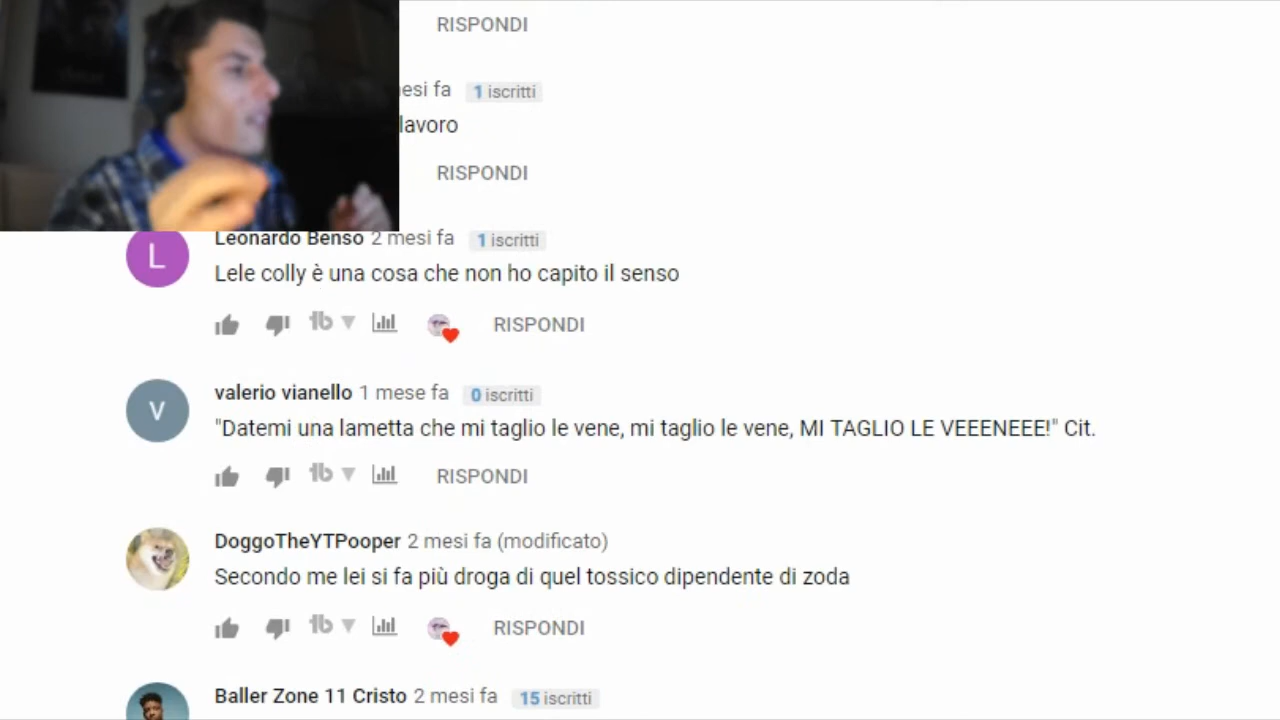 RISPONDI
esi fa 1 iscritti
lavoro
RISPONDI
Leonardo Benso 2 mesi fa 1 iscritti
L
Lele colly è una cosa che non ho capito il senso
RISPONDI
valerio vianello 1 mese fa 0 iscritti
V
"Datemi una lametta che mi taglio le vene, mi taglio le vene, MI TAGLIO LE VEEENEEE!" Cit.
RISPONDI
DoggoTheYTPooper 2 mesi fa (modificato)
Secondo me lei si fa più droga di quel tossico dipendente di zoda
RISPONDI
Baller Zone 11 Cristo 2 mesi fa 15 iscritti